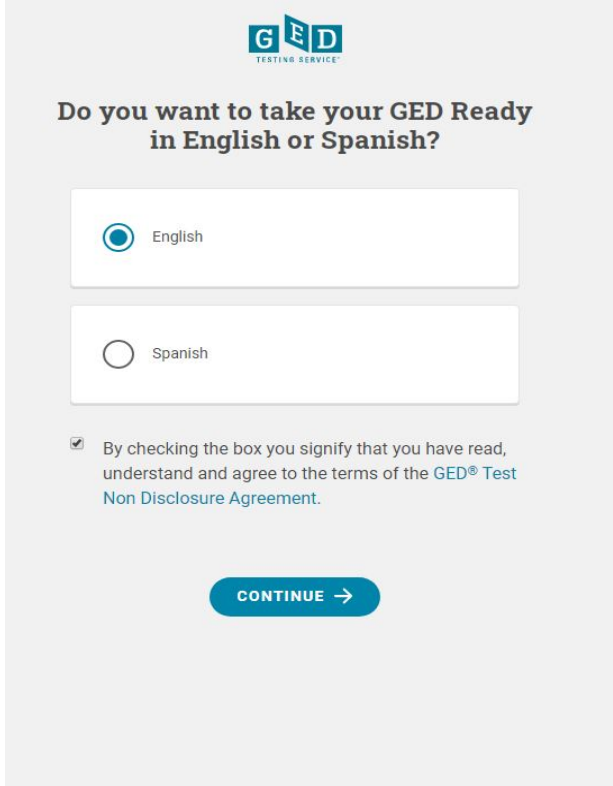 GED
TESTING SERVICE
Do you want to take your GED Ready
in English or Spanish?
English
Spanish
By checking the box you signify that you have read,
understand and agree to the terms of the GED® Test
Non Disclosure Agreement.
CONTINUE →